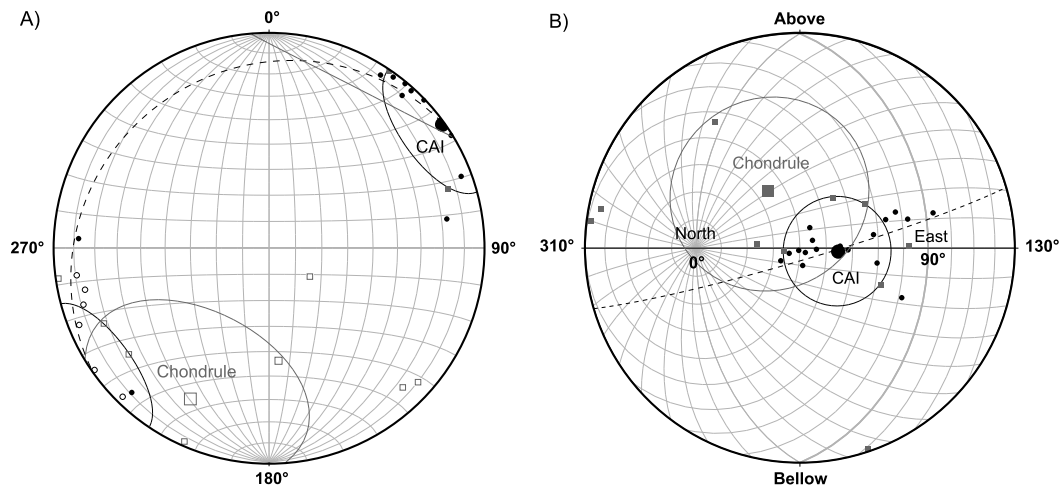 A)
0°
270°
90°
180°
CAI
Chondrule
B)
Above
310°
130°
Bellow
Chondrule
North
0°
East
90°
CAI